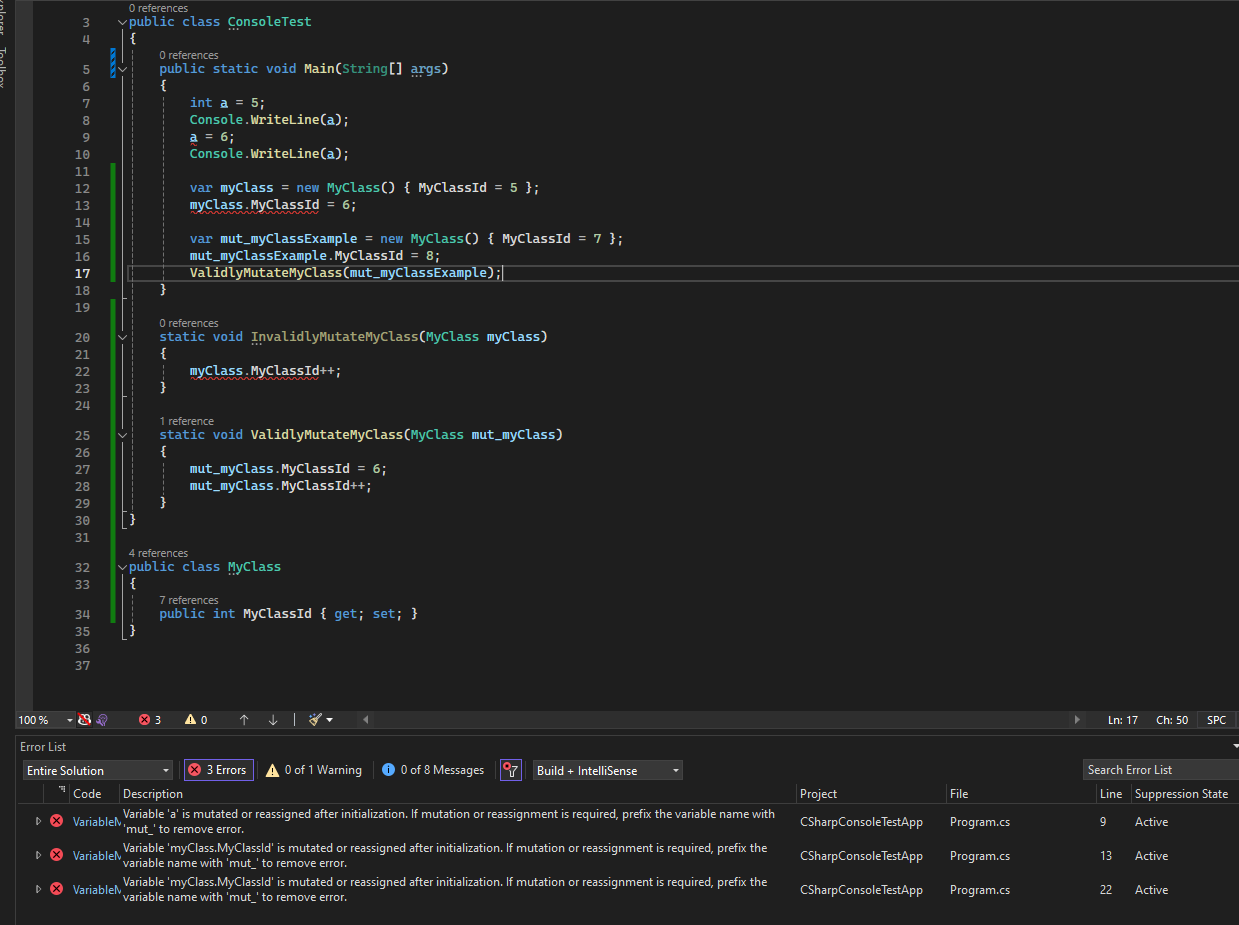 plorer
Toolbox
0 references
3 public class ConsoleTest
4 {
0 references
5 public static void Main(String[] args)
6 {
7 int a = 5;
8 Console.WriteLine(a);
9 a = 6;
10 Console.WriteLine(a);
11
12 var myClass = new MyClass() { MyClassId = 5 };
13 myClass.MyClassId = 6;
14
15 var mut_myClassExample = new MyClass() { MyClassId = 7 };
16 mut_myClassExample.MyClassId = 8;
17 ValidlyMutateMyClass(mut_myClassExample);
18 }
19
0 references
20 static void InvalidlyMutateMyClass(MyClass myClass)
21 {
22 myClass.MyClassId++;
23 }
24
1 reference
25 static void ValidlyMutateMyClass(MyClass mut_myClass)
26 {
27 mut_myClass.MyClassId = 6;
28 mut_myClass.MyClassId++;
29 }
30 }
31
4 references
32 public class MyClass
33 {
7 references
34 public int MyClassId { get; set; }
35 }
36
37
100 % 3 0 Ln: 17 Ch: 50 SPC
Error List
Entire Solution 3 Errors 0 of 1 Warning 0 of 8 Messages Build + IntelliSense Search Error List
Code Description Project File Line Suppression State
VariableM Variable 'a' is mutated or reassigned after initialization. If mutation or reassignment is required, prefix the variable name with CSharpConsoleTestApp Program.cs 9 Active
'mut_' to remove error.
VariableM Variable 'myClass.MyClassId' is mutated or reassigned after initialization. If mutation or reassignment is required, prefix the CSharpConsoleTestApp Program.cs 13 Active
variable name with 'mut_' to remove error.
VariableM Variable 'myClass.MyClassId' is mutated or reassigned after initialization. If mutation or reassignment is required, prefix the CSharpConsoleTestApp Program.cs 22 Active
variable name with 'mut_' to remove error.